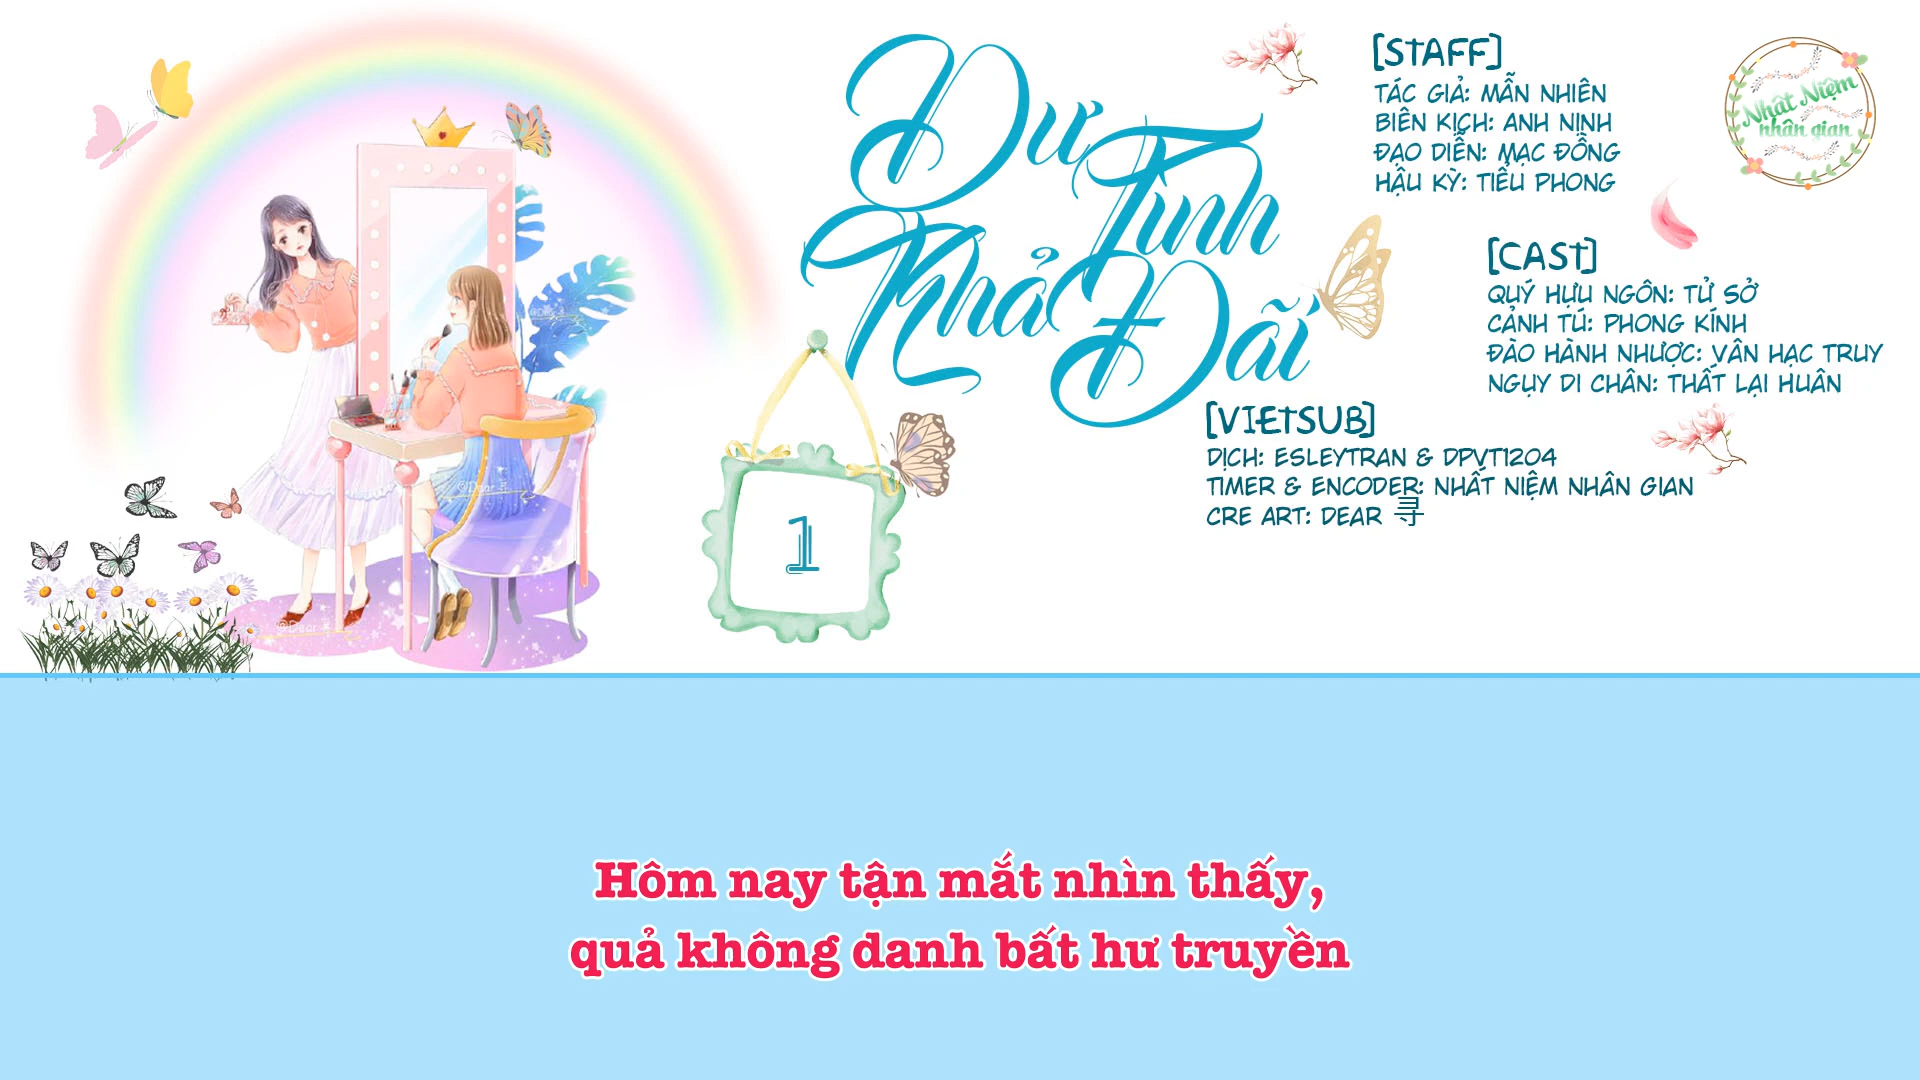 Dư Tình
Khả Đãi
[STAFF]
TÁC GIẢ: MẪN NHIÊN
BIÊN KỊCH: ANH NINH
ĐẠO DIỄN: MẠC ĐỒNG
HẬU KỲ: TIỂU PHONG
Nhất Niệm
nhân gian
[CAST]
QUÝ HỰU NGÔN: TỬ SỞ
CẢNH TÚ: PHONG KÍNH
ĐÀO HÀNH NHƯỢC: VÂN HẠC TRUY
NGỤY DI CHÂN: THẤT LẠI HUÂN
[VIETSUB]
DỊCH: ESLEYTRAN & DPVT1204
TIMER & ENCODER: NHẤT NIỆM NHÂN GIAN
CRE ART: DEAR 寻
1
Hôm nay tận mắt nhìn thấy,
quả không danh bất hư truyền